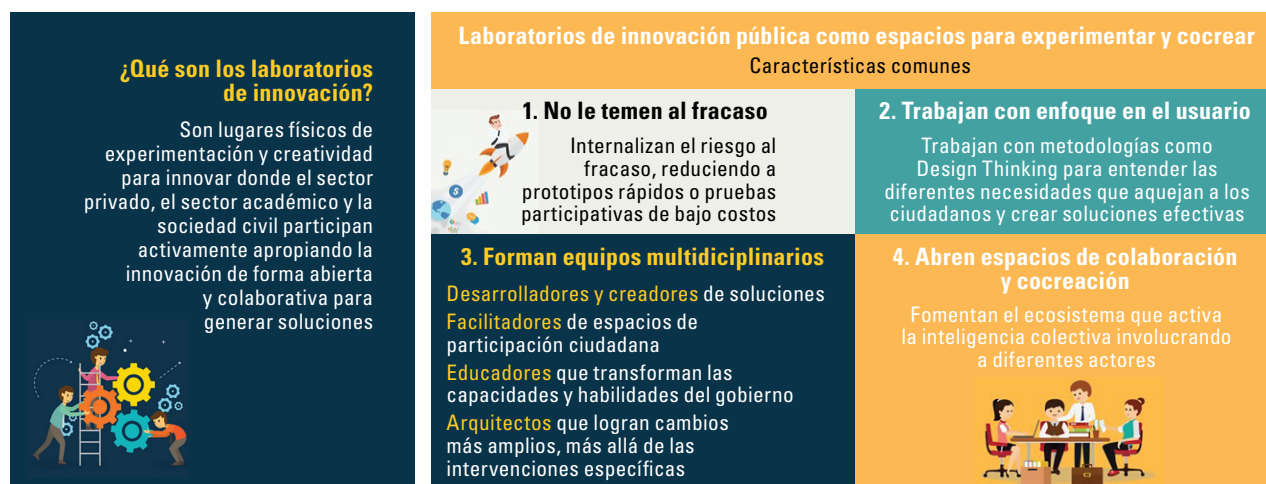 ¿Qué son los laboratorios
de innovación?
Son lugares físicos de
experimentación y creatividad
para innovar donde el sector
privado, el sector académico y la
sociedad civil participan
activamente apropiando la
innovación de forma abierta
y colaborativa para
generar soluciones
Laboratorios de innovación pública como espacios para experimentar y cocrear
Características comunes
1. No le temen al fracaso
Internalizan el riesgo al
fracaso, reduciendo a
prototipos rápidos o pruebas
participativas de bajo costos
2. Trabajan con enfoque en el usuario
Trabajan con metodologías como
Design Thinking para entender las
diferentes necesidades que aquejan a los
ciudadanos y crear soluciones efectivas
3. Forman equipos multidiciplinarios
Desarrolladores y creadores de soluciones
Facilitadores de espacios de
participación ciudadana
Educadores que transforman las
capacidades y habilidades del gobierno
Arquitectos que logran cambios
más amplios, más allá de las
intervenciones específicas
4. Abren espacios de colaboración
y cocreación
Fomentan el ecosistema que activa
la inteligencia colectiva involucrando
a diferentes actores